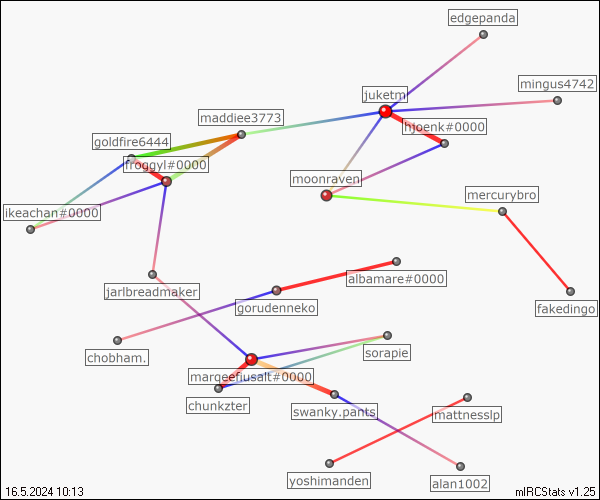 edgepanda
mingus4742
juketm
maddiee3773
hjoenk#0000
goldfire6444
froggyl#0000
moonraven
mercurybro
ikeachan#0000
albamare#0000
jarlbreadmaker
gorudenneko
fakedingo
chobham.
sorapie
marqeefiusalt#0000
chunkzter
swanky.pants
mattnesslp
yoshimanden
alan1002
16.5.2024 10:13
mIRCStats v1.25